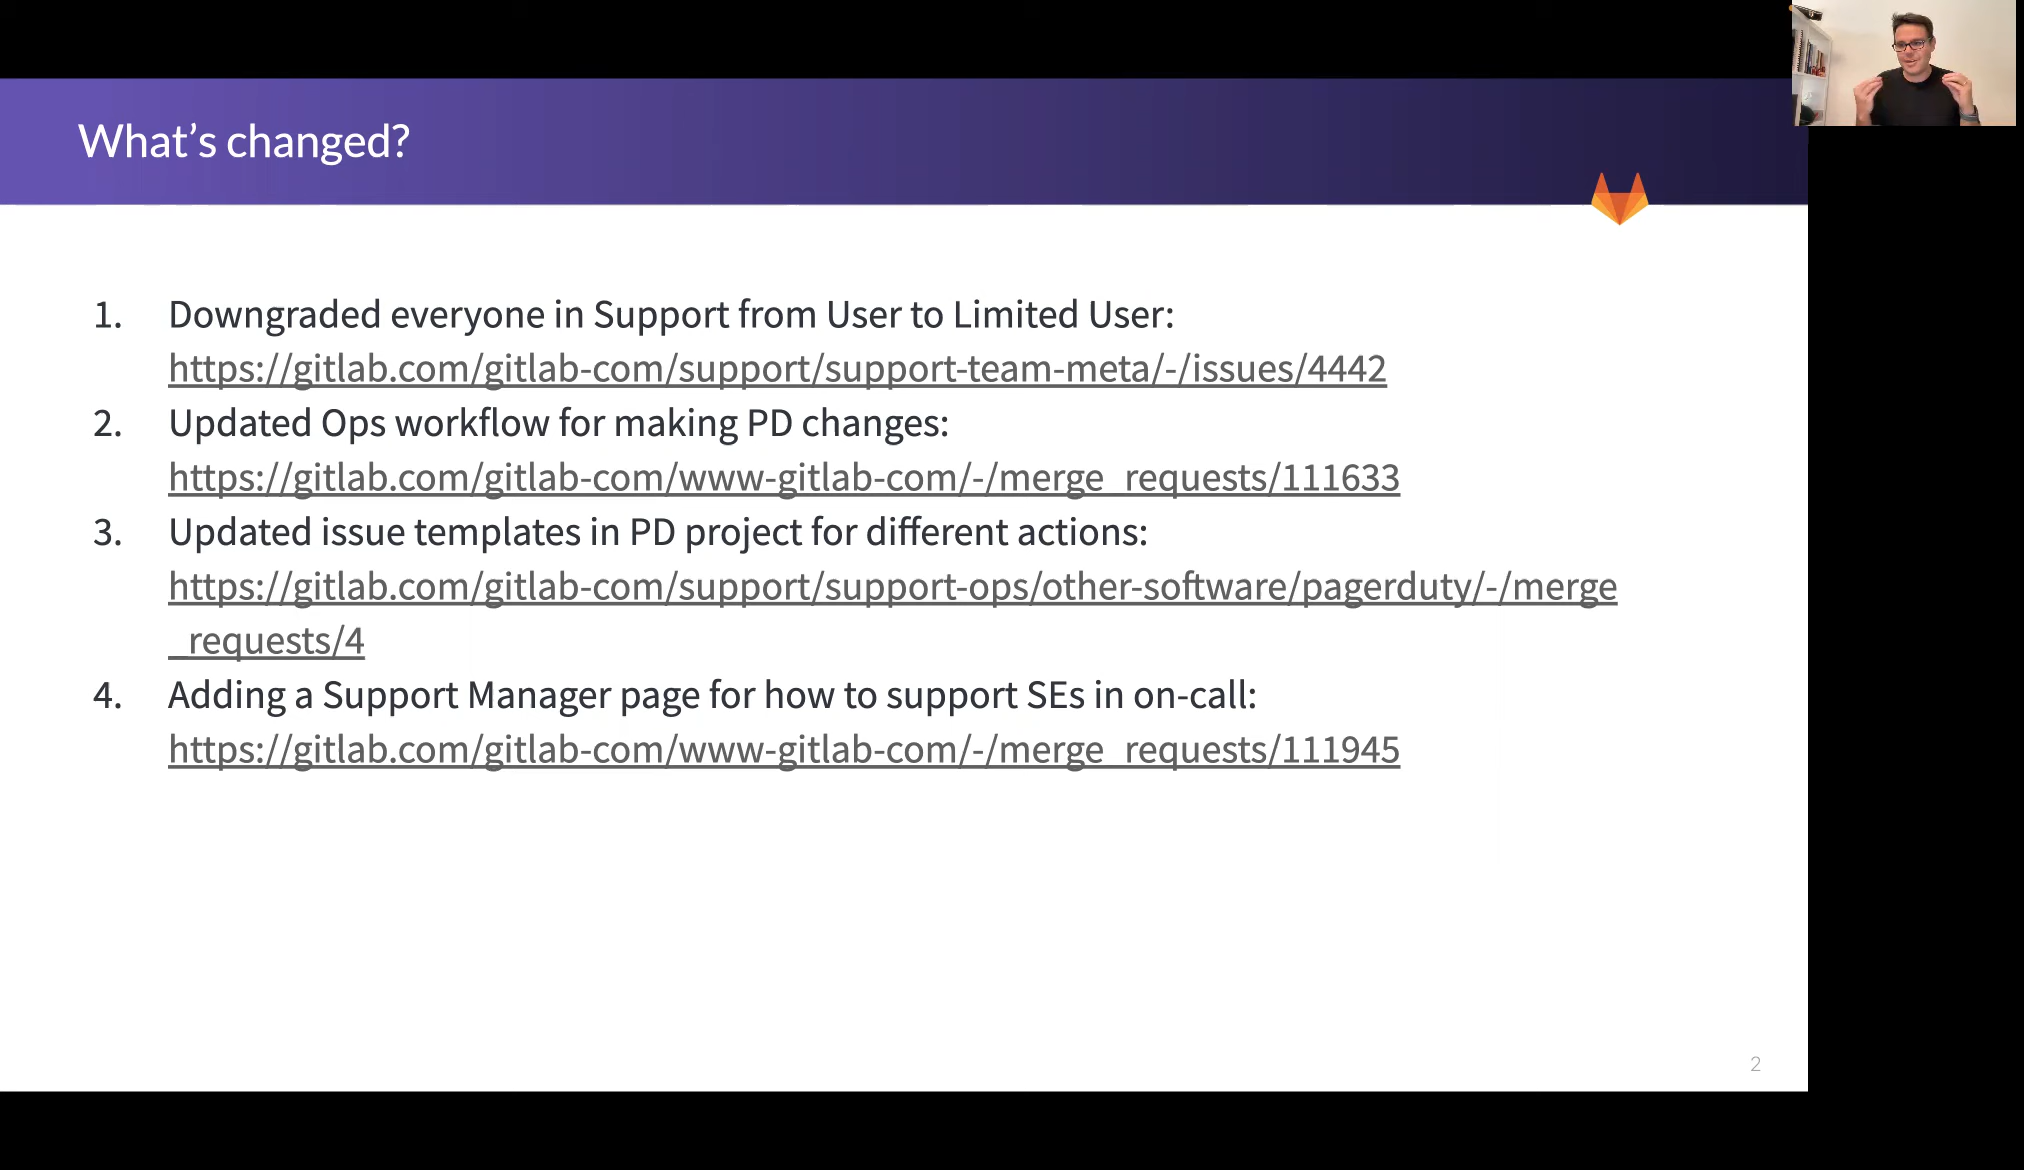 What's changed?
1. Downgraded everyone in Support from User to Limited User:
https://gitlab.com/gitlab-com/support/support-team-meta/-/issues/4442
2. Updated Ops workflow for making PD changes:
https://gitlab.com/gitlab-com/www-gitlab-com/-/merge_requests/111633
3. Updated issue templates in PD project for different actions:
https://gitlab.com/gitlab-com/support/support-ops/other-software/pagerduty/-/merge
_requests/4
4. Adding a Support Manager page for how to support SEs in on-call:
https://gitlab.com/gitlab-com/www-gitlab-com/-/merge_requests/111945
2